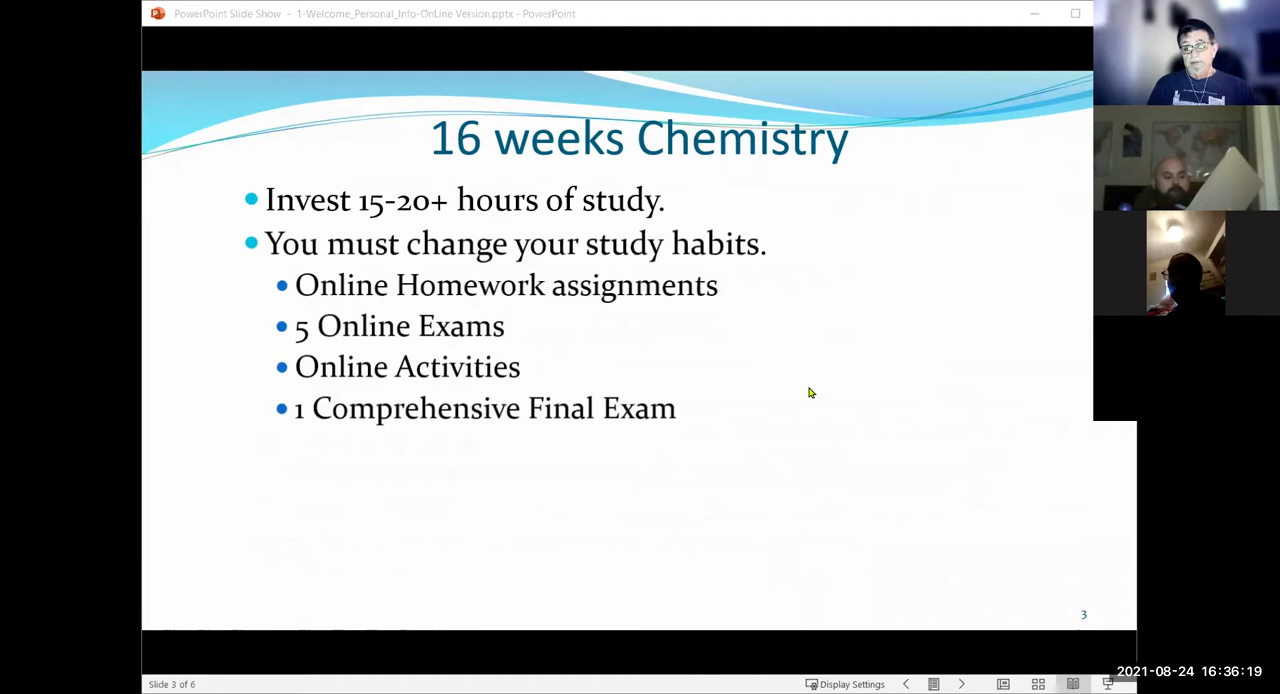 PowerPoint Slide Show - 1-Welcome_Personal_Info-OnLine Version.pptx - PowerPoint
16 weeks Chemistry
Invest 15-20+ hours of study.
You must change your study habits.
Online Homework assignments
5 Online Exams
Online Activities
1 Comprehensive Final Exam
3
2021-08-24 16:36:19
Slide 3 of 6
Display Settings